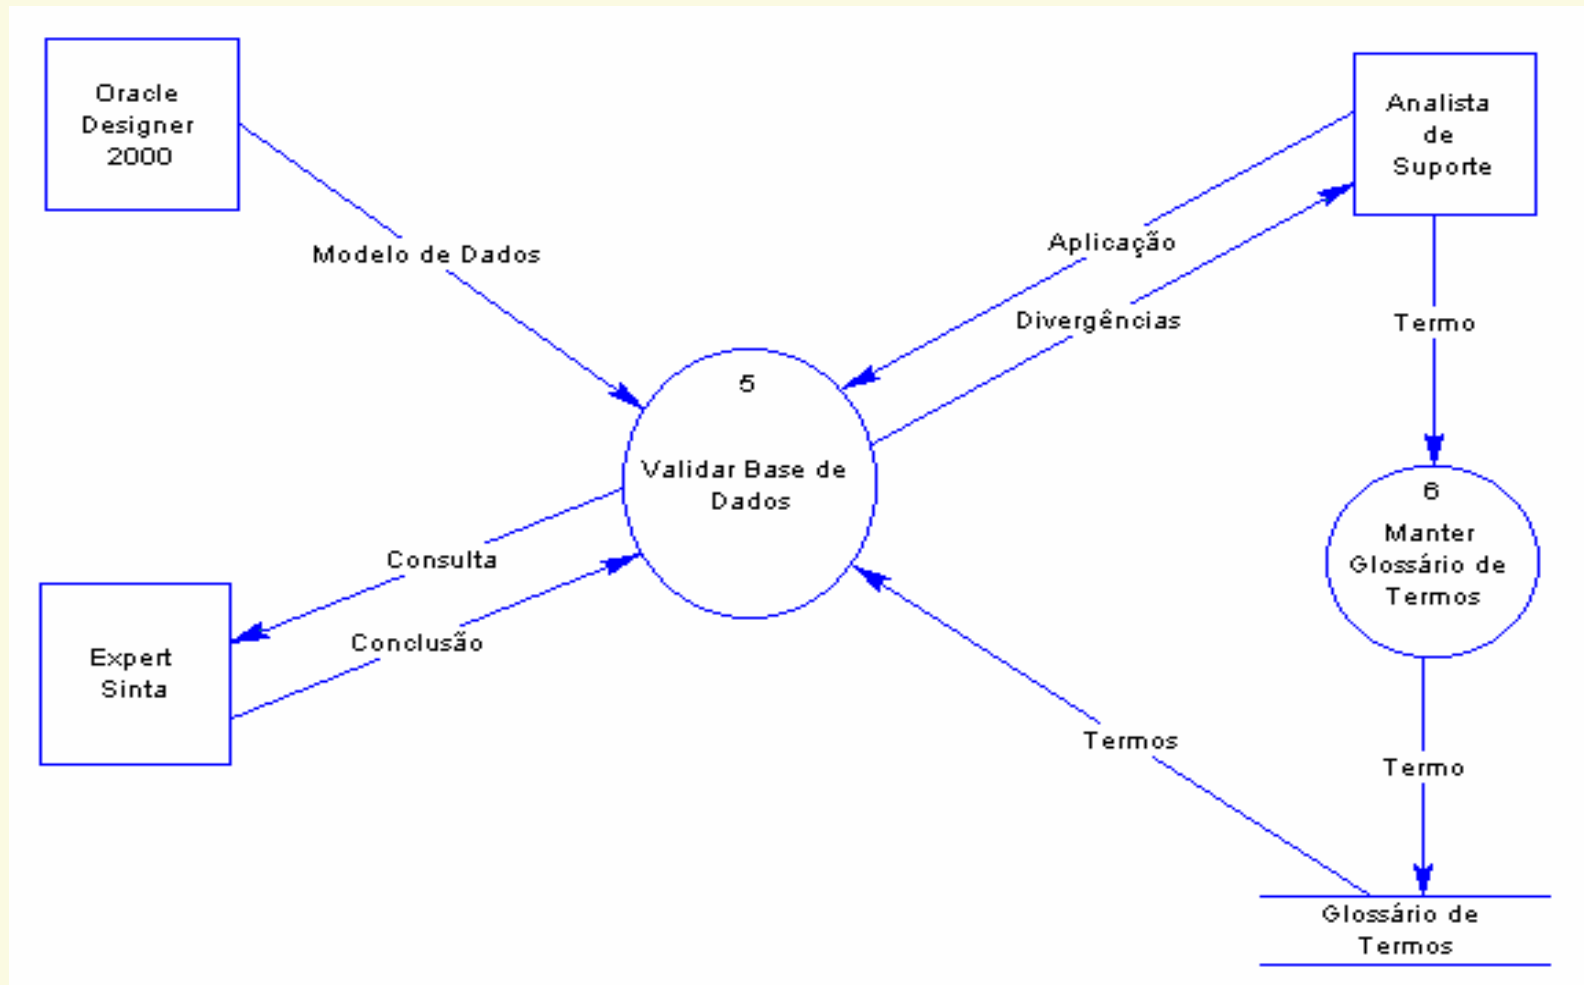 Oracle
Designer
2000
Analista
de
Suporte
Modelo de Dados
Aplicação
Divergências
Termo
5
Validar Base de
Dados
6
Manter
Glossário de
Termos
Consulta
Conclusão
Expert
Sinta
Termos
Termo
Glossário de
Termos